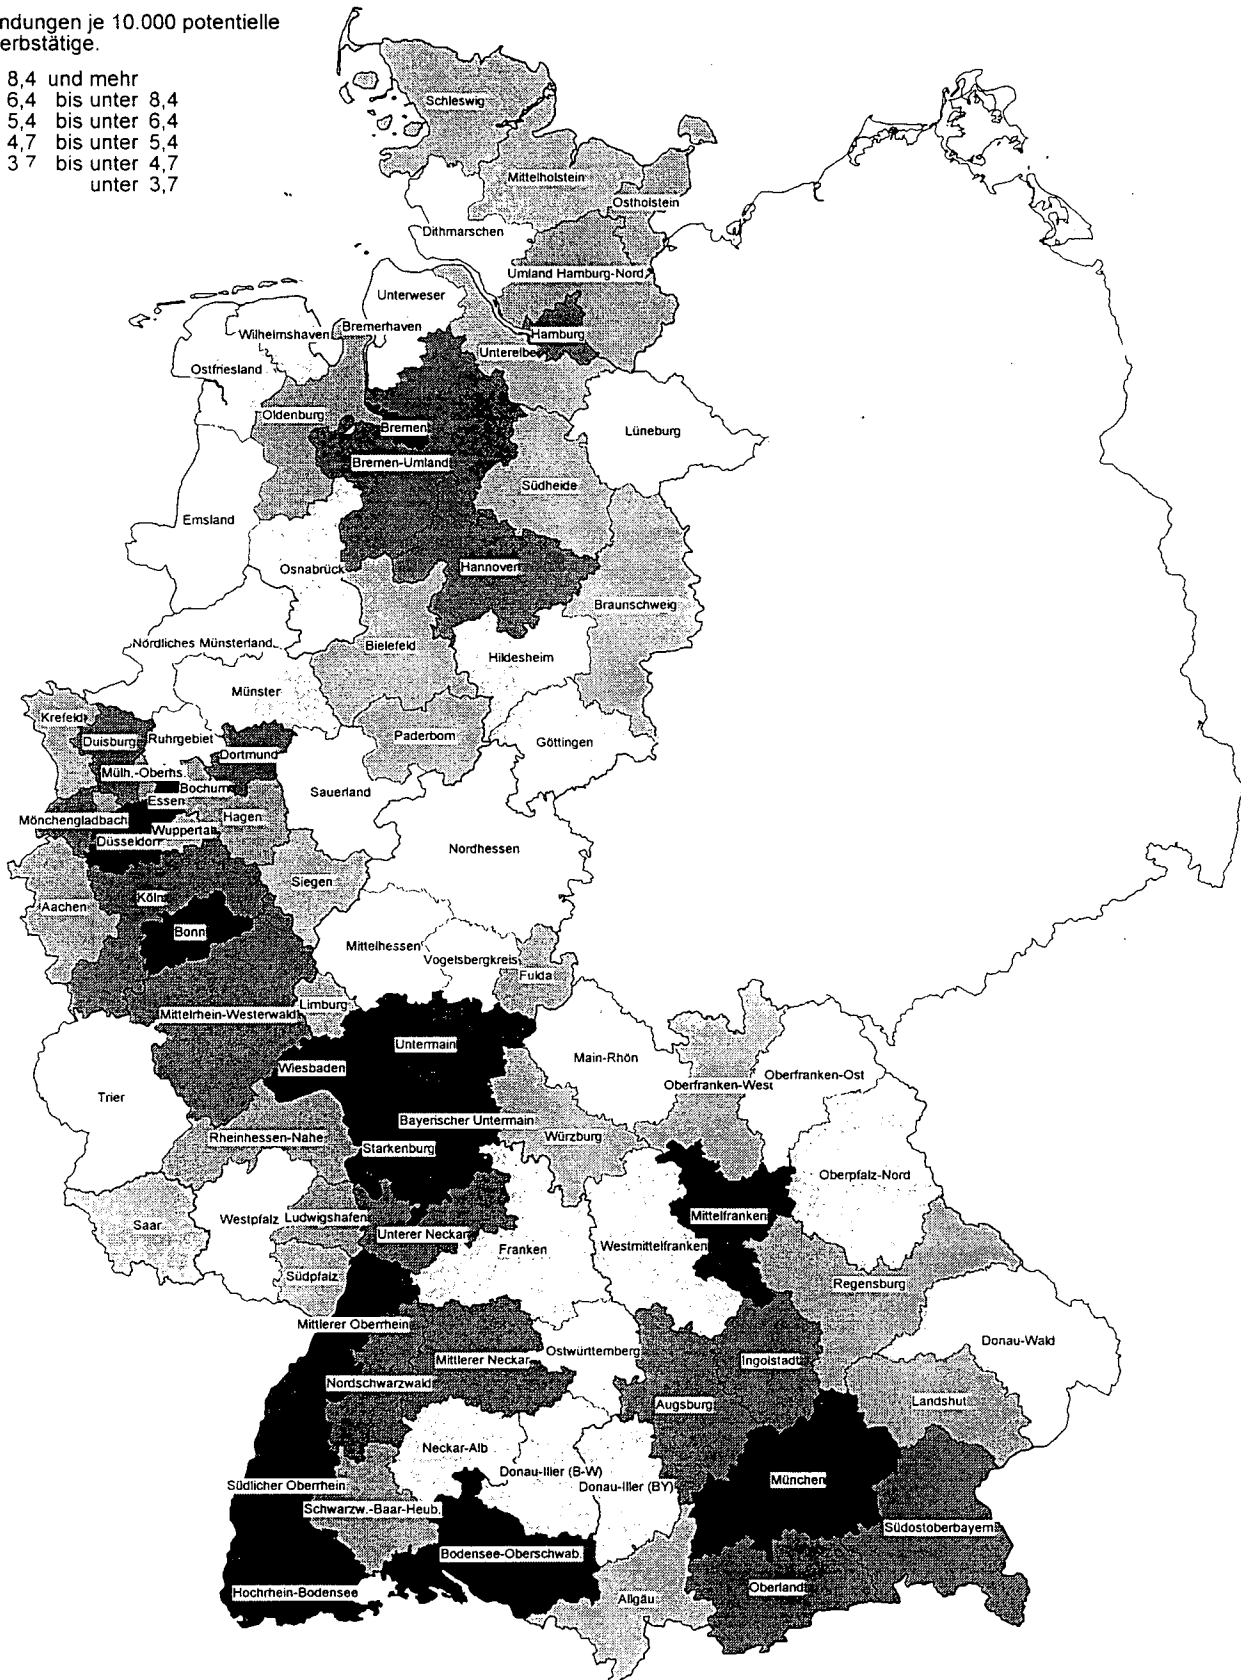 ndungen je 10.000 potentielle
erbstätige.
8,4 und mehr
6,4 bis unter 8,4
5,4 bis unter 6,4
4,7 bis unter 5,4
3 7 bis unter 4,7
unter 3,7
Schleswig
Mittelholstein
Ostholstein
Dithmarschen
Umland Hamburg-Nord
Unterweser
Bremerhaven
Wilhelmshaven
Hamburg
Unterelbe
Ostfriesland
Oldenburg
Bremen
Lüneburg
Bremen-Umland
Südheide
Emsland
Osnabrück
Hannover
Braunschweig
Nördliches Münsterland
Bielefeld
Hildesheim
Münster
Krefeld
Duisburg
Ruhrgebiet
Paderborn
Göttingen
Dortmund
Mülh.-Oberhs.
Bochum
Sauerland
Essen
Mönchengladbach
Hagen
Wuppertal
Düsseldorf
Nordhessen
Siegen
Köln
Aachen
Bonn
Mittelhessen
Vogelsbergkreis
Fulda
Limburg
Mittelrhein-Westerwald
Untermain
Main-Rhön
Wiesbaden
Oberfranken-Ost
Oberfranken-West
Trier
Bayerischer Untermain
Rheinhessen-Nahe
Würzburg
Starkenburg
Oberpfalz-Nord
Saar
Westpfalz
Ludwigshafen
Mittelfranken
Unterer Neckar
Franken
Westmittelfranken
Südpfalz
Regensburg
Mittlerer Oberrhein
Donau-Wald
Ostwürttemberg
Mittlerer Neckar
Ingolstadt
Nordschwarzwald
Augsburg
Landshut
Neckar-Alb
Donau-Iller (B-W)
München
Südlicher Oberrhein
Donau-Iller (BY)
Schwarzw.-Baar-Heub.
Südostoberbayern
Bodensee-Oberschwab.
Oberland
Hochrhein-Bodensee
Allgäu